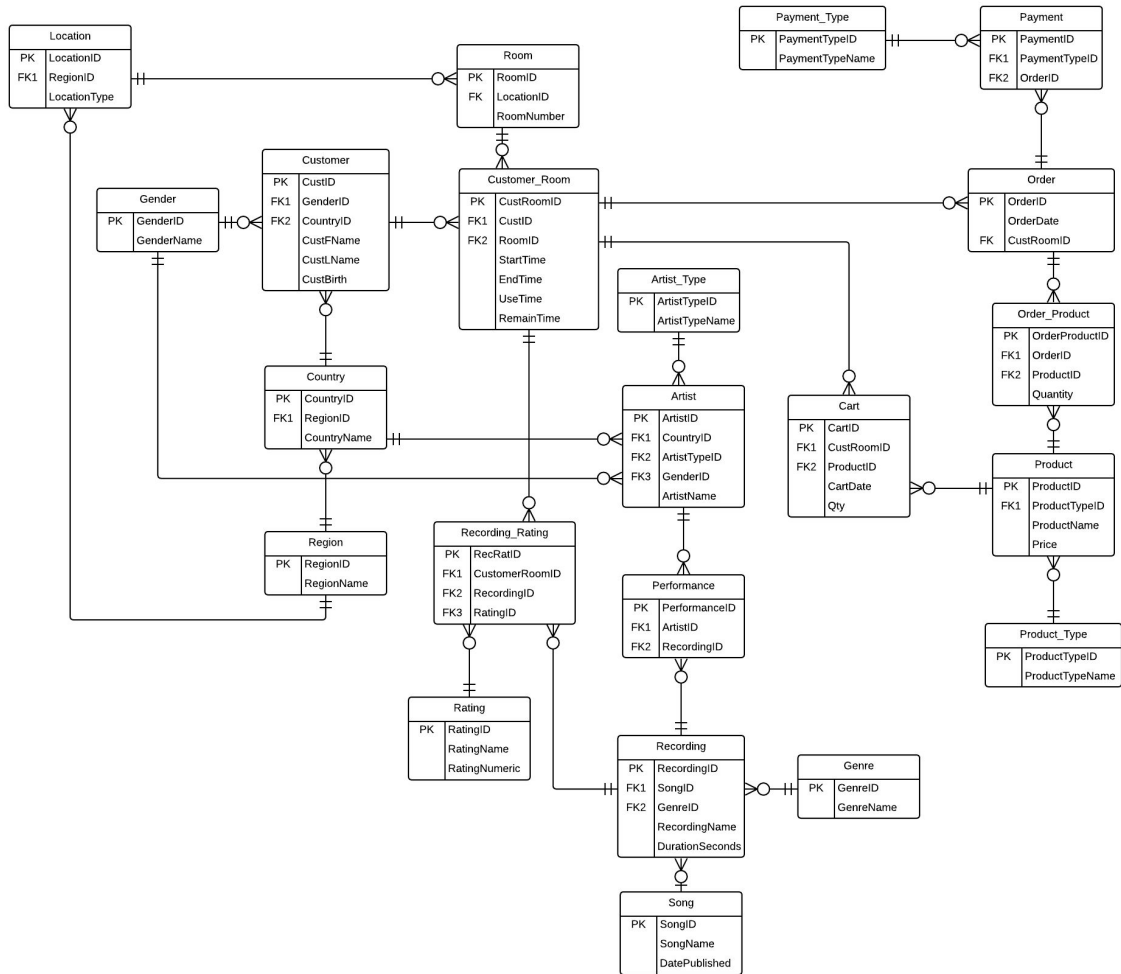 Location
PK LocationID
FK1 RegionID
LocationType
Room
PK RoomID
FK LocationID
RoomNumber
Payment_Type
PK PaymentTypeID
PaymentTypeName
Payment
PK PaymentID
FK1 PaymentTypeID
FK2 OrderID
Gender
PK GenderID
GenderName
Customer
PK CustID
FK1 GenderID
FK2 CountryID
CustFName
CustLName
CustBirth
Customer_Room
PK CustRoomID
FK1 CustID
FK2 RoomID
StartTime
EndTime
UseTime
RemainTime
Order
PK OrderID
OrderDate
FK CustRoomID
Artist_Type
PK ArtistTypeID
ArtistTypeName
Order_Product
PK OrderProductID
FK1 OrderID
FK2 ProductID
Quantity
Country
PK CountryID
FK1 RegionID
CountryName
Artist
PK ArtistID
FK1 CountryID
FK2 ArtistTypeID
FK3 GenderID
ArtistName
Cart
PK CartID
FK1 CustRoomID
FK2 ProductID
CartDate
Qty
Product
PK ProductID
FK1 ProductTypeID
ProductName
Price
Region
PK RegionID
RegionName
Recording_Rating
PK RecRatID
FK1 CustomerRoomID
FK2 RecordingID
FK3 RatingID
Performance
PK PerformanceID
FK1 ArtistID
FK2 RecordingID
Product_Type
PK ProductTypeID
ProductTypeName
Rating
PK RatingID
RatingName
RatingNumeric
Recording
PK RecordingID
FK1 SongID
FK2 GenreID
RecordingName
DurationSeconds
Genre
PK GenreID
GenreName
Song
PK SongID
SongName
DatePublished